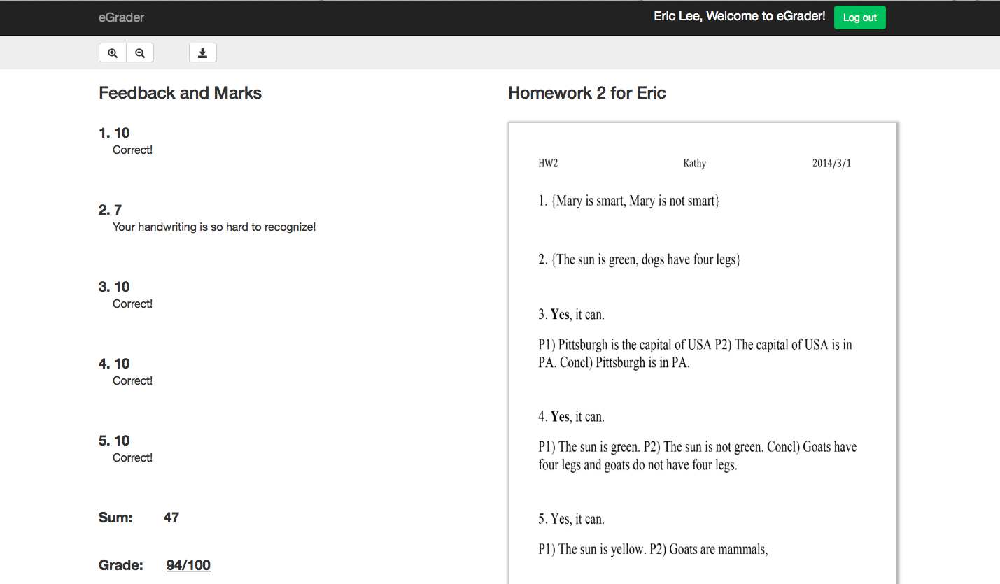 eGrader
Eric Lee, Welcome to eGrader!
Log out
Feedback and Marks
1. 10
Correct!
2. 7
Your handwriting is so hard to recognize!
3. 10
Correct!
4. 10
Correct!
5. 10
Correct!
Sum: 47
Grade: 94/100
Homework 2 for Eric
HW2 Kathy 2014/3/1
1. {Mary is smart, Mary is not smart}
2. {The sun is green, dogs have four legs}
3. Yes, it can.
P1) Pittsburgh is the capital of USA P2) The capital of USA is in
PA. Concl) Pittsburgh is in PA.
4. Yes, it can.
P1) The sun is green. P2) The sun is not green. Concl) Goats have
four legs and goats do not have four legs.
5. Yes, it can.
P1) The sun is yellow. P2) Goats are mammals,